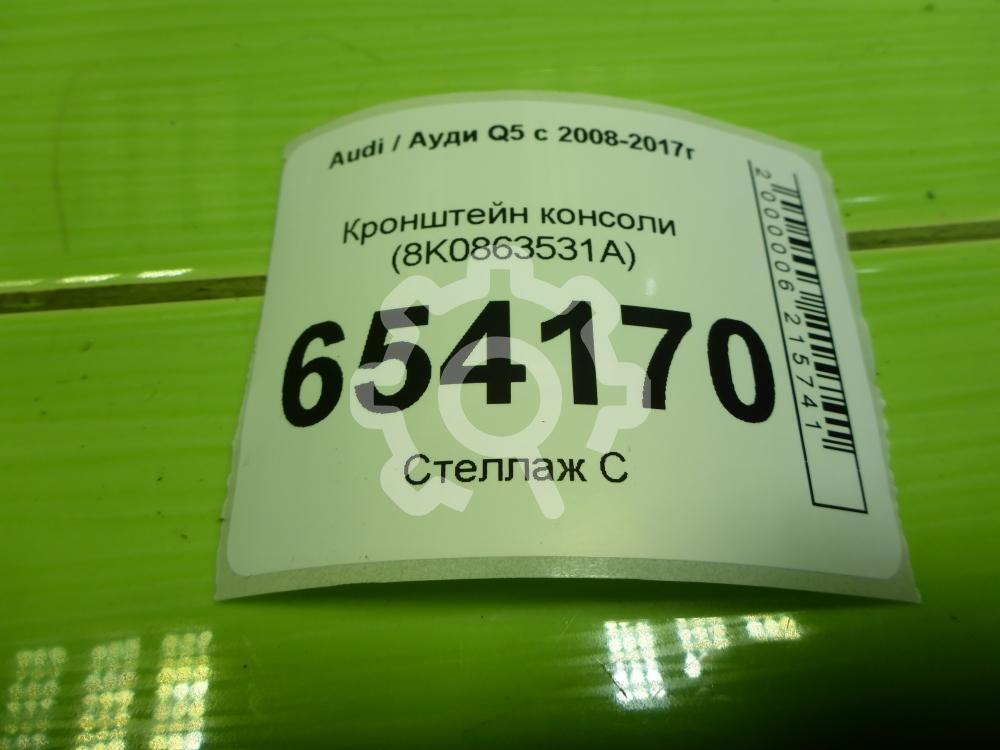 Audi / Ауди Q5 с 2008-2017г
Кронштейн консоли
(8K0863531A)
654170
Стеллаж С
2000006215741